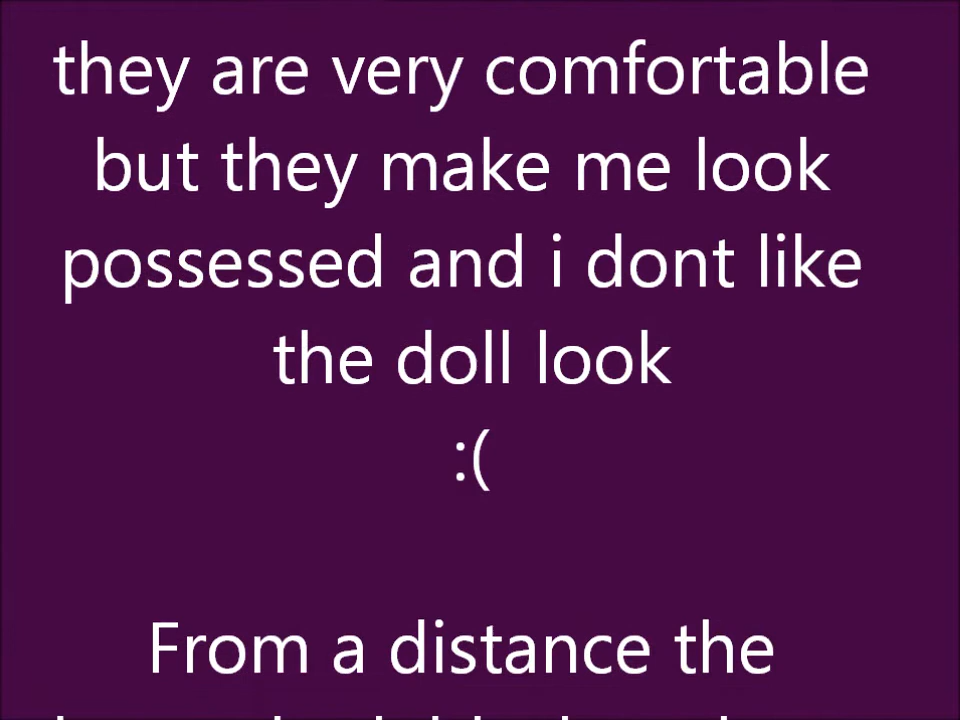 they are very comfortable
but they make me look
possessed and i dont like
the doll look
:(
From a distance the